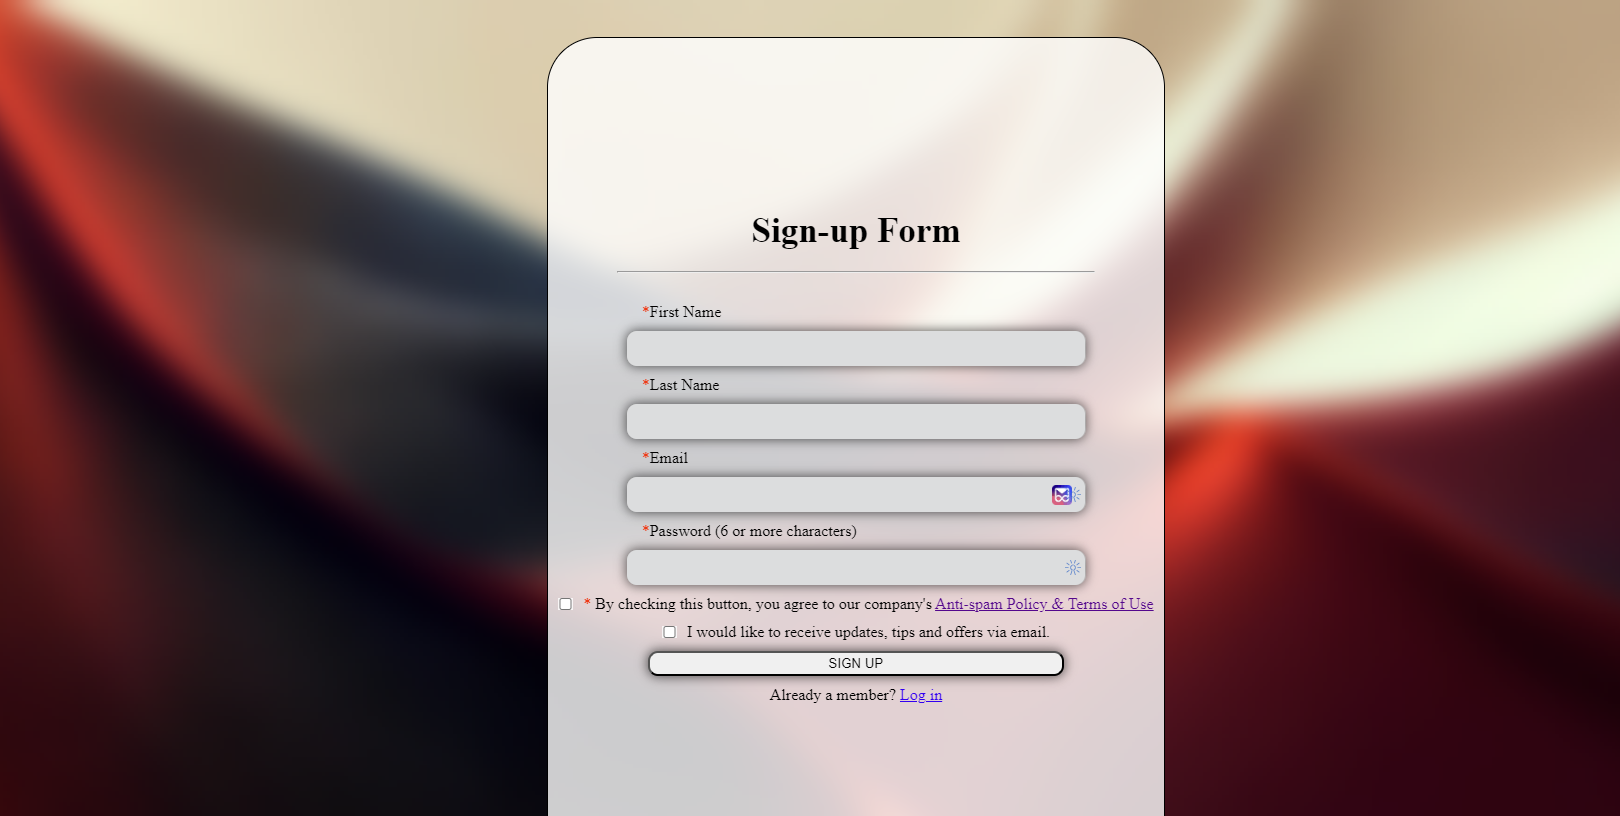 Sign-up Form
*First Name
*Last Name
*Email
*Password (6 or more characters)
* By checking this button, you agree to our company's Anti-spam Policy & Terms of Use
I would like to receive updates, tips and offers via email.
SIGN UP
Already a member? Log in